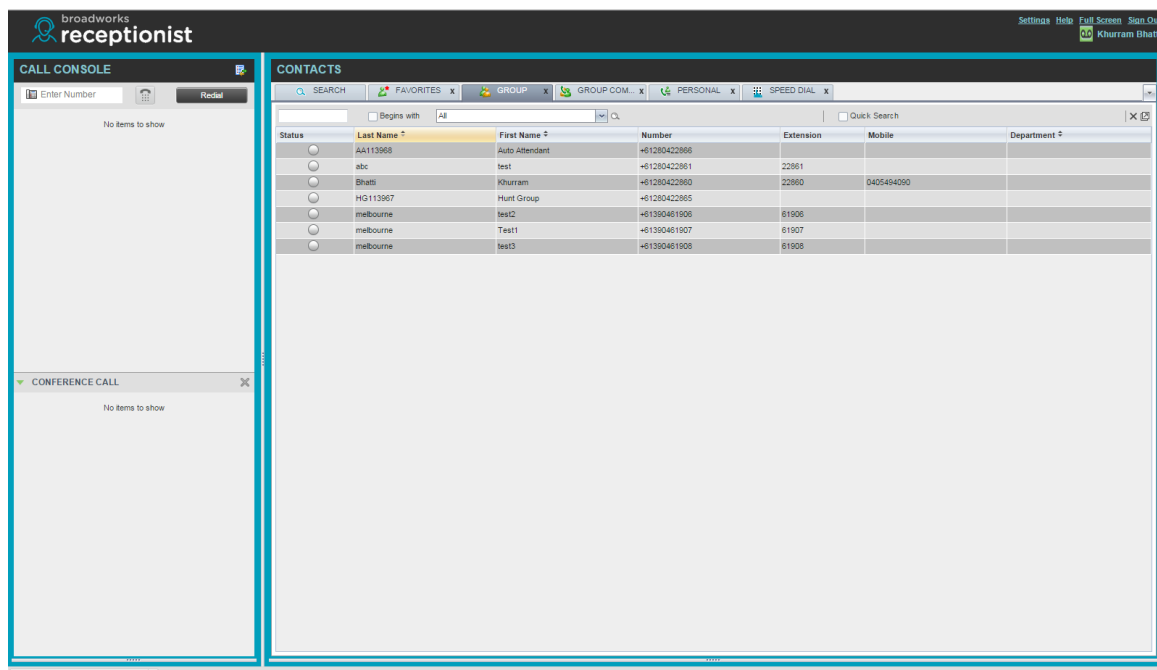 broadworks
receptionist
Settings Help Full Screen Sign Ou
Khurram Bhatt
CALL CONSOLE
Enter Number Redial
No items to show
CONFERENCE CALL
No items to show
CONTACTS
SEARCH FAVORITES x GROUP x GROUP COM... x PERSONAL x SPEED DIAL x
Begins with All Quick Search
Status Last Name First Name Number Extension Mobile Department
AA113968 Auto Attendant +61280422866
abc test +61280422861 22861
Bhatti Khurram +61280422860 22860 0405494090
HG113967 Hunt Group +61280422865
melbourne test2 +61390461906 61906
melbourne Test1 +61390461907 61907
melbourne test3 +61390461908 61908